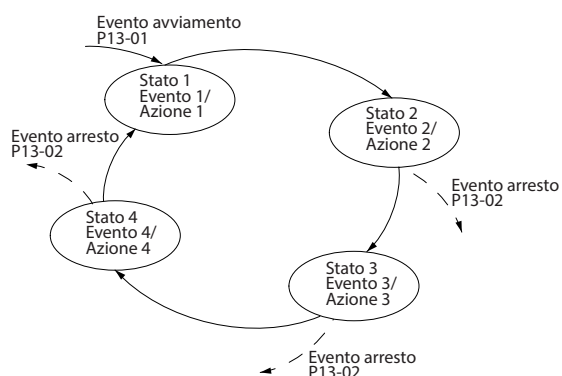 Evento avviamento
P13-01
Stato 1
Evento 1/
Azione 1
Stato 2
Evento 2/
Azione 2
Evento arresto
P13-02
Evento arresto
P13-02
Stato 4
Evento 4/
Azione 4
Stato 3
Evento 3/
Azione 3
Evento arresto
P13-02